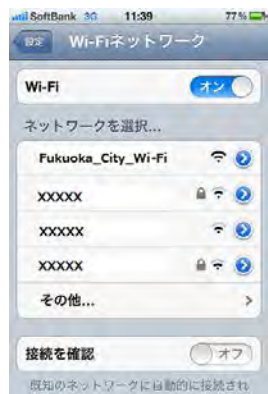 SoftBank 3G 11:39 77%
設定 Wi-Fiネットワーク
Wi-Fi オン
ネットワークを選択...
Fukuoka_City_Wi-Fi
xxxxx
xxxxx
xxxxx
その他...
接続を確認 オフ
既知のネットワークに自動的に接続され